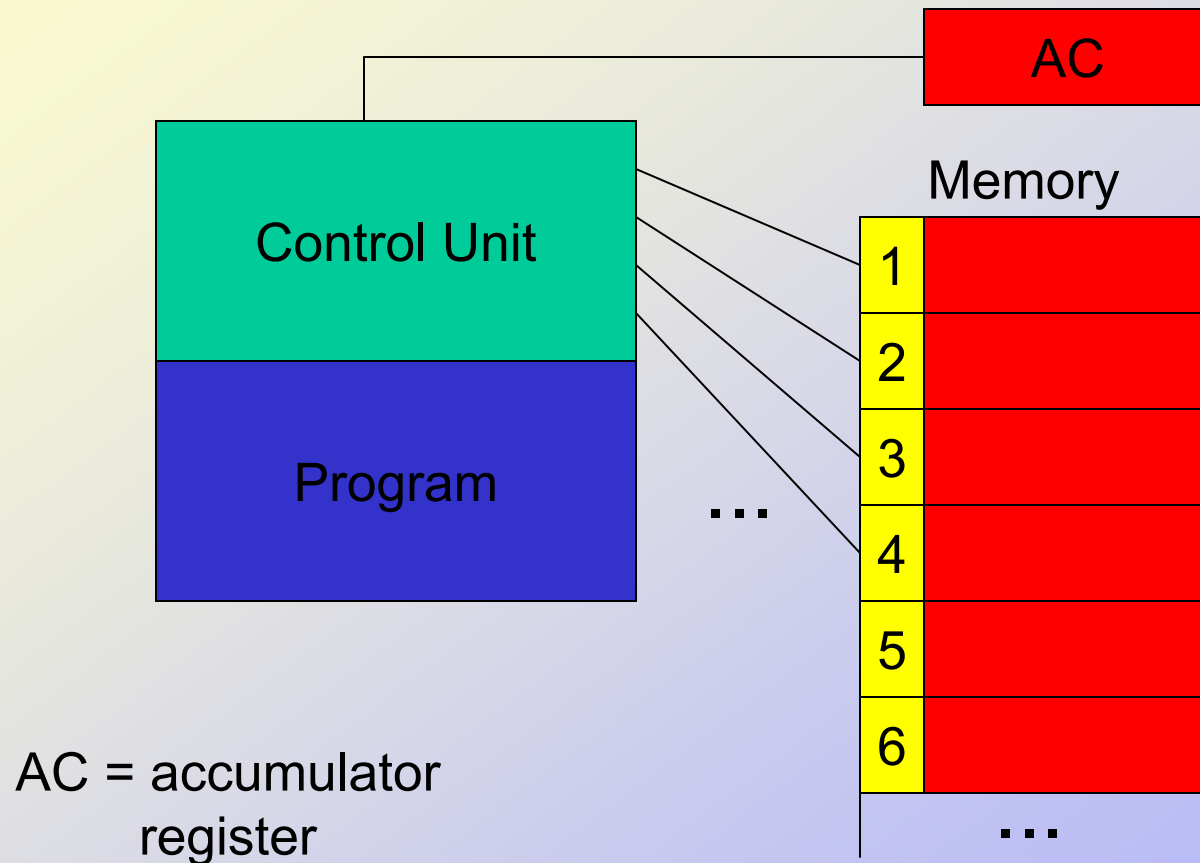 AC
Memory
Control Unit
1
2
3
Program
...
4
5
6
AC = accumulator
register
...